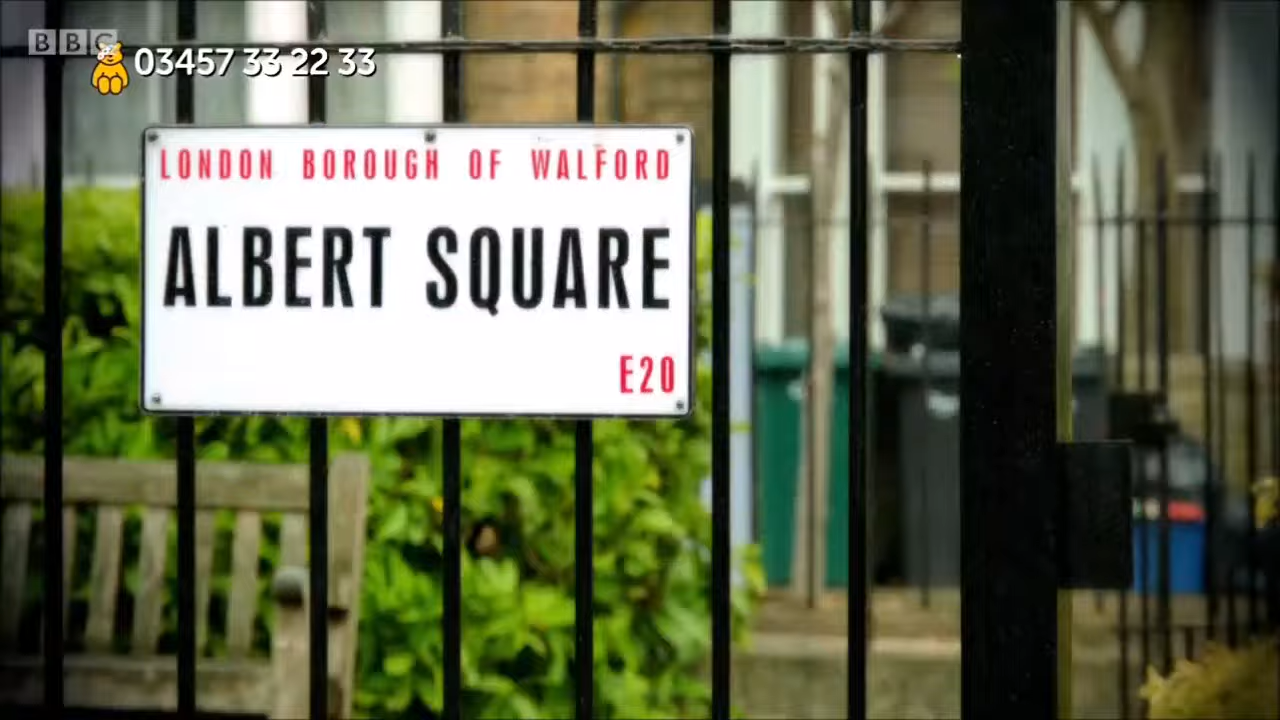 BBC
03457 33 22 33
LONDON BOROUGH OF WALFORD
ALBERT SQUARE
E20